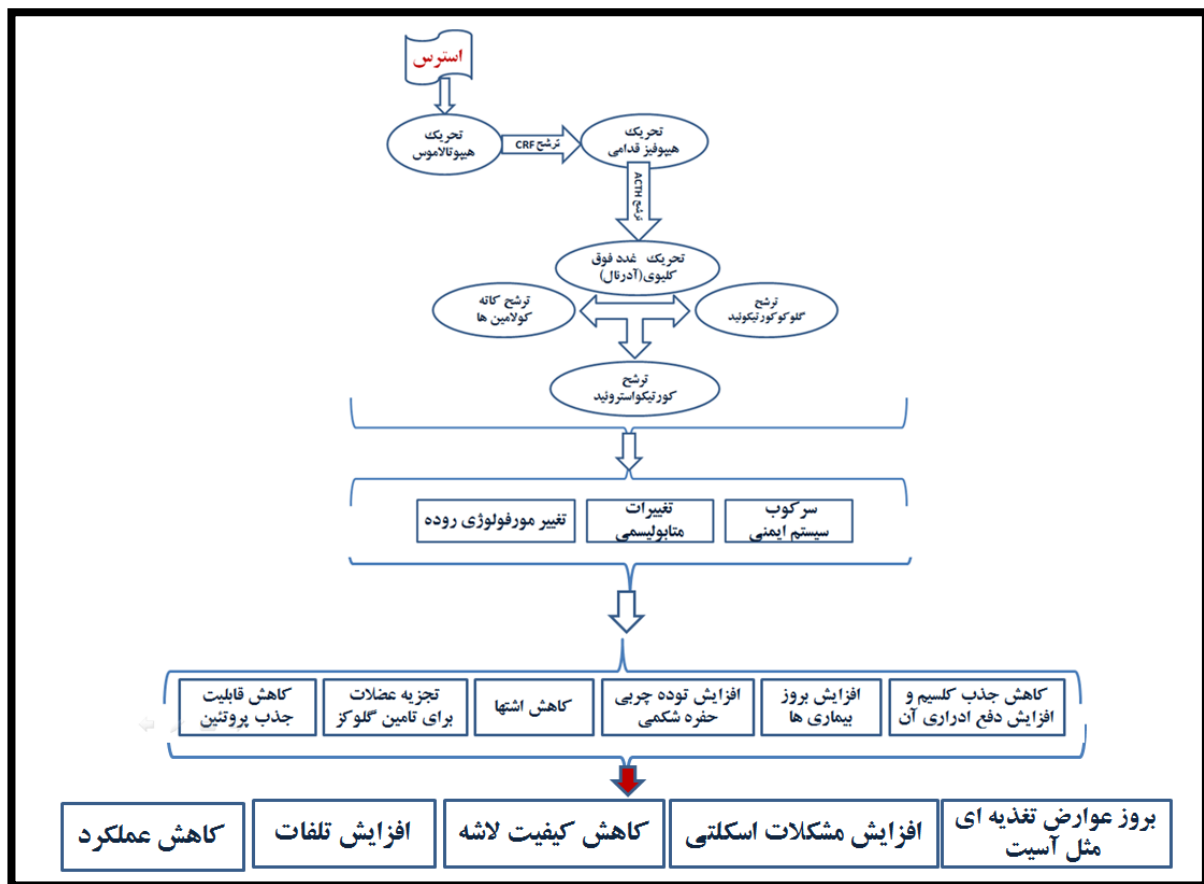 استرس
تحریک
هیپوتالاموس
ترشح CRF
تحریک
هیپوفیز قدامی
ترشح ACTH
تحریک غدد فوق
کلیوی(آدرنال)
ترشح
گلوکوکورتیکوئید
ترشح کاته
کولامین ها
ترشح
کورتیکواستروئید
سرکوب
سیستم ایمنی
تغییرات
متابولیسمی
تغییر مورفولوژی روده
کاهش جذب کلسیم و
افزایش دفع ادراری آن
افزایش بروز
بیماری ها
افزایش توده چربی
حفره شکمی
کاهش اشتها
تجزیه عضلات
برای تامین گلوکز
کاهش قابلیت
جذب پروتئین
بروز عوارض تغذیه ای
مثل آسیت
افزایش مشکلات اسکلتی
کاهش کیفیت لاشه
افزایش تلفات
کاهش عملکرد